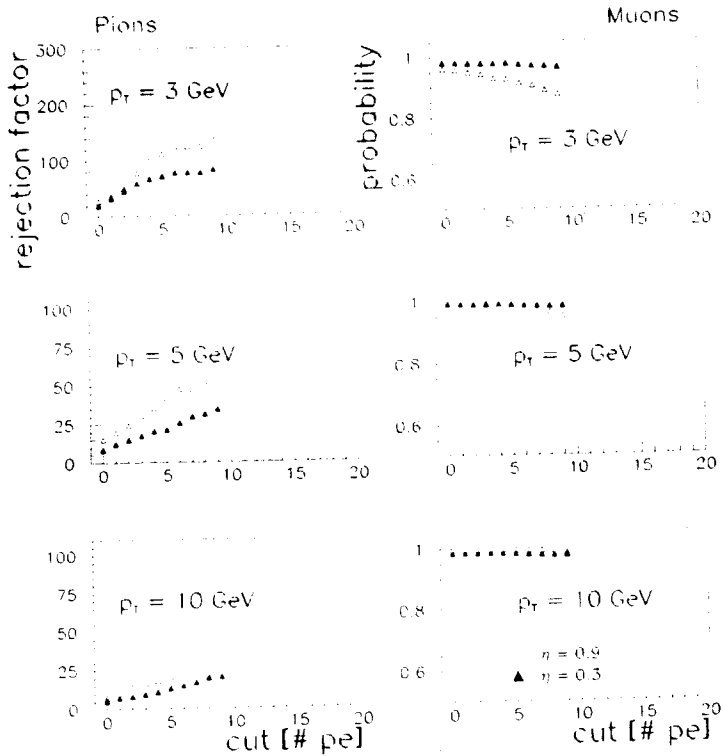 Pions
Muons
rejection factor
300
200
100
0
p_T = 3 GeV
0 5 10 15 20
probability
1
0.8
0.6
p_T = 3 GeV
0 5 10 15 20
100
75
50
25
0
p_T = 5 GeV
0 5 10 15 20
1
0.8
0.6
p_T = 5 GeV
0 5 10 15 20
100
75
50
25
0
p_T = 10 GeV
0 5 10 15 20
cut [# pe]
1
0.8
0.6
p_T = 10 GeV
η = 0.9
▲ η = 0.3
0 5 10 15 20
cut [# pe]